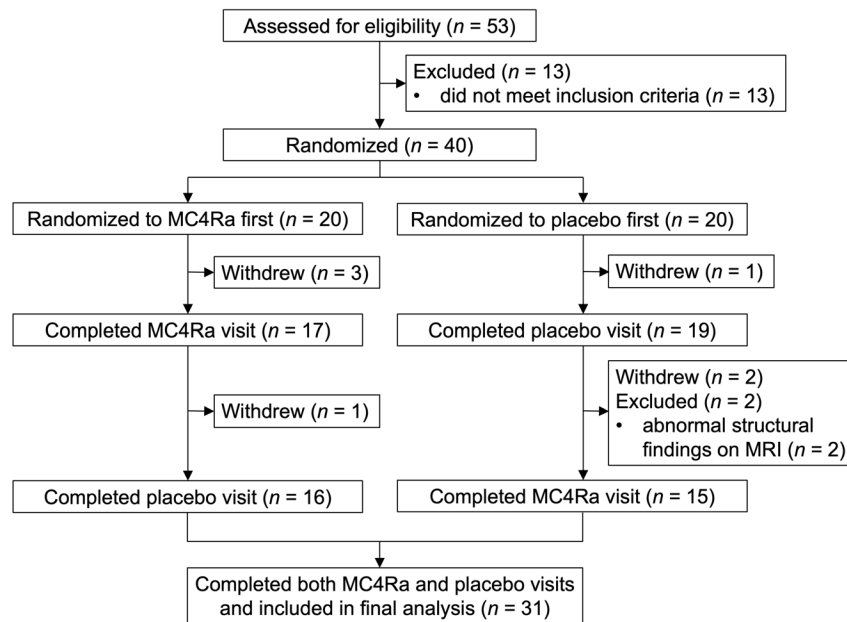 Assessed for eligibility (n = 53)
Excluded (n = 13)
• did not meet inclusion criteria (n = 13)
Randomized (n = 40)
Randomized to MC4Ra first (n = 20)
Randomized to placebo first (n = 20)
Withdrew (n = 3)
Withdrew (n = 1)
Completed MC4Ra visit (n = 17)
Completed placebo visit (n = 19)
Withdrew (n = 1)
Withdrew (n = 2)
Excluded (n = 2)
• abnormal structural
findings on MRI (n = 2)
Completed placebo visit (n = 16)
Completed MC4Ra visit (n = 15)
Completed both MC4Ra and placebo visits
and included in final analysis (n = 31)